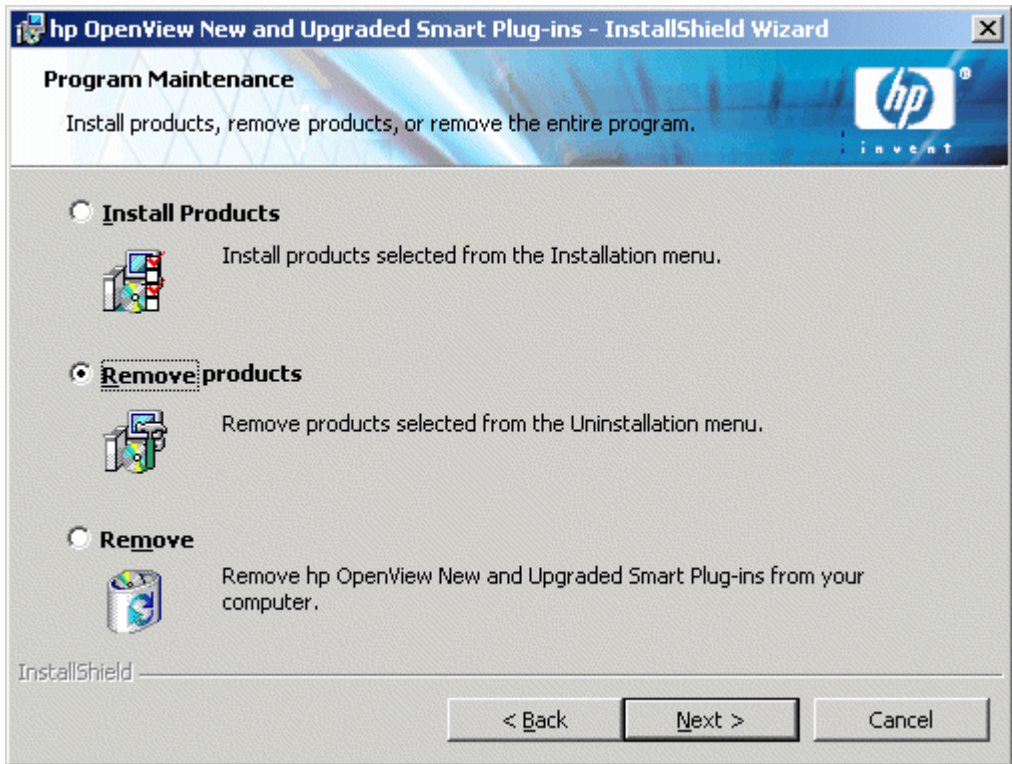 hp OpenView New and Upgraded Smart Plug-ins - InstallShield Wizard
Program Maintenance
Install products, remove products, or remove the entire program.
hp
®
invent
Install Products
Install products selected from the Installation menu.
Remove products
Remove products selected from the Uninstallation menu.
Remove
Remove hp OpenView New and Upgraded Smart Plug-ins from your
computer.
InstallShield
< Back
Next >
Cancel